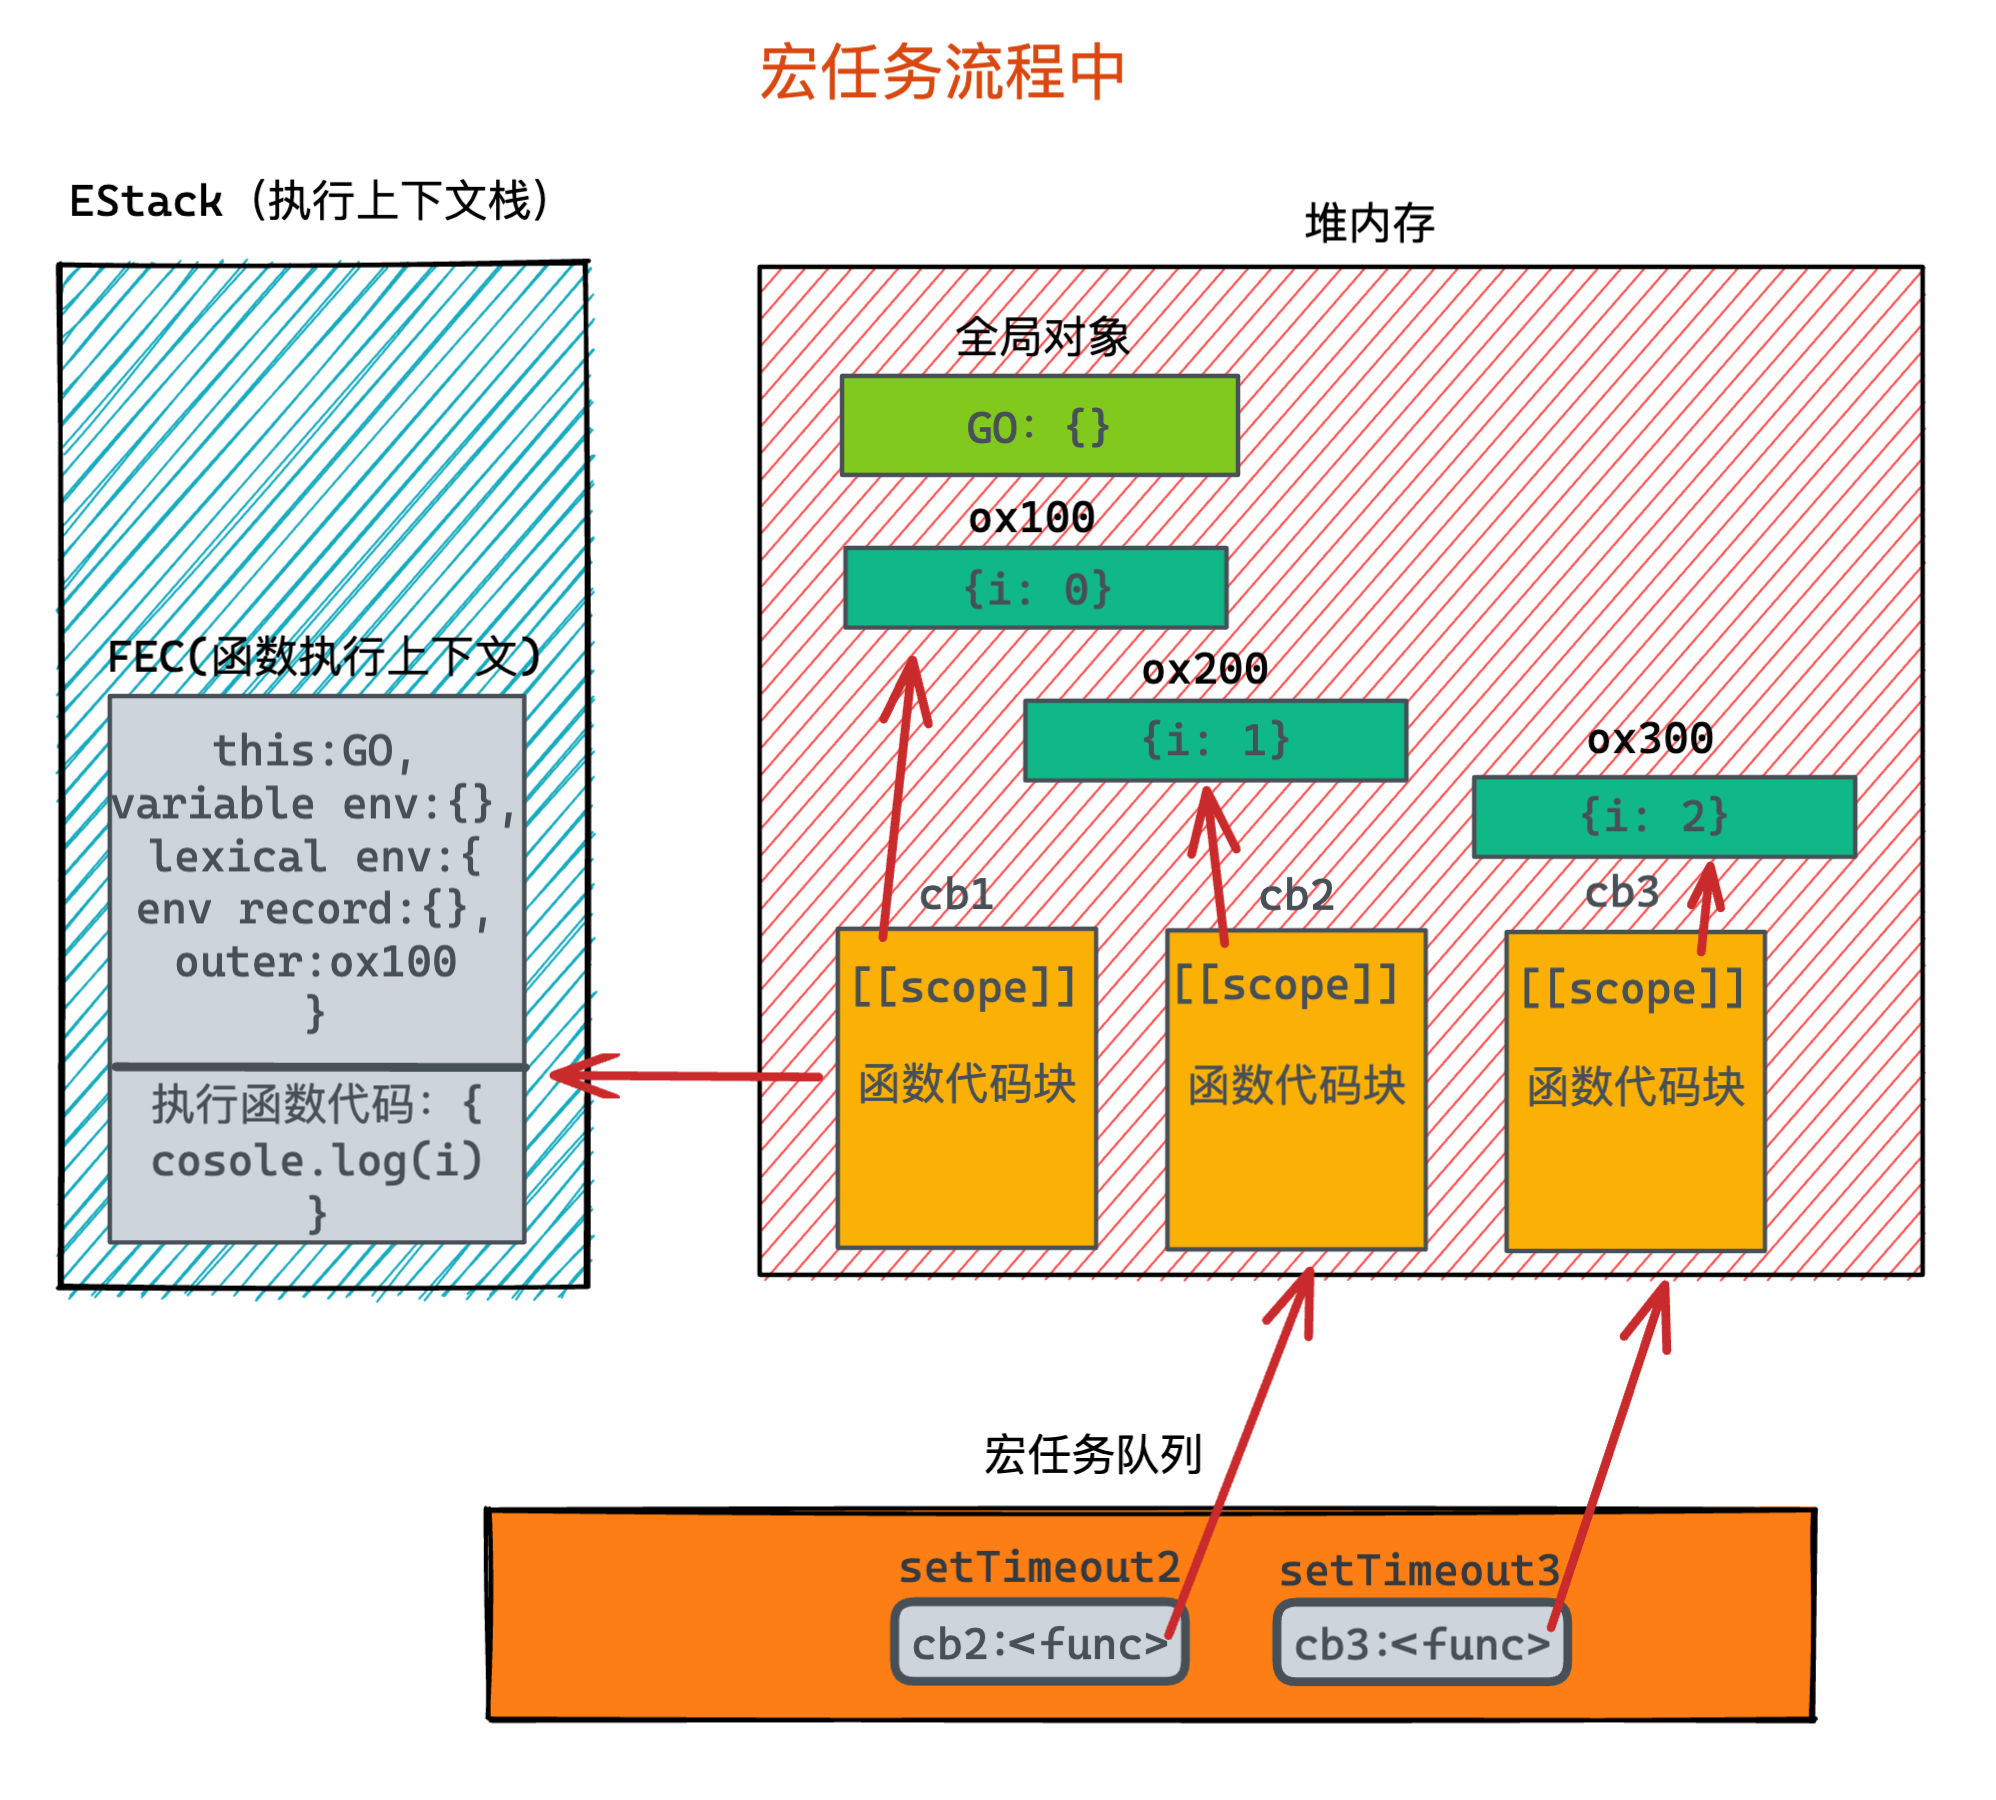 宏任务流程中
EStack（执行上下文栈）
FEC(函数执行上下文)
this:GO,
variable env:{},
lexical env:{
env record:{},
outer:ox100
}
执行函数代码: {
cosole.log(i)
}
堆内存
全局对象
GO: {}
ox100
{i: 0}
ox200
{i: 1}
ox300
{i: 2}
cb1
[[scope]]
函数代码块
cb2
[[scope]]
函数代码块
cb3
[[scope]]
函数代码块
宏任务队列
setTimeout2
cb2:<func>
setTimeout3
cb3:<func>